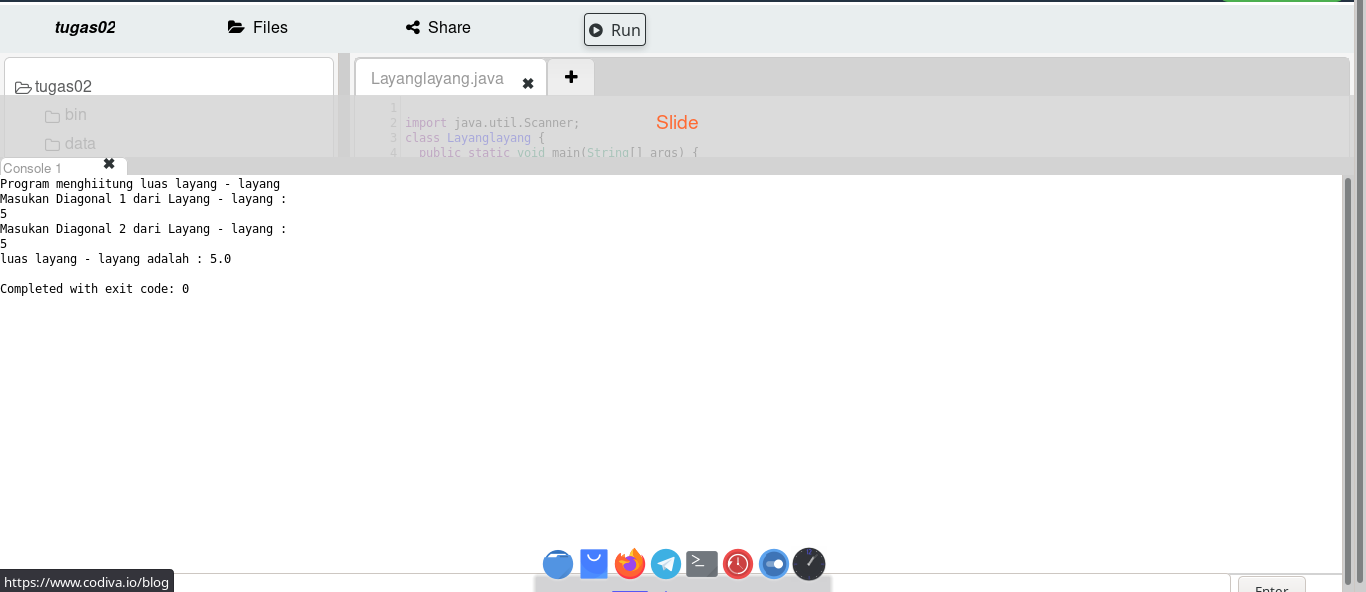 tugas02 Files Share Run
tugas02
bin
data
Layanglayang.java
1
2 import java.util.Scanner;
3 class Layanglayang {
4 public static void main(String[] args) {
Slide
Console 1
Program menghiitung luas layang - layang
Masukan Diagonal 1 dari Layang - layang :
5
Masukan Diagonal 2 dari Layang - layang :
5
luas layang - layang adalah : 5.0
Completed with exit code: 0
https://www.codiva.io/blog
Enter